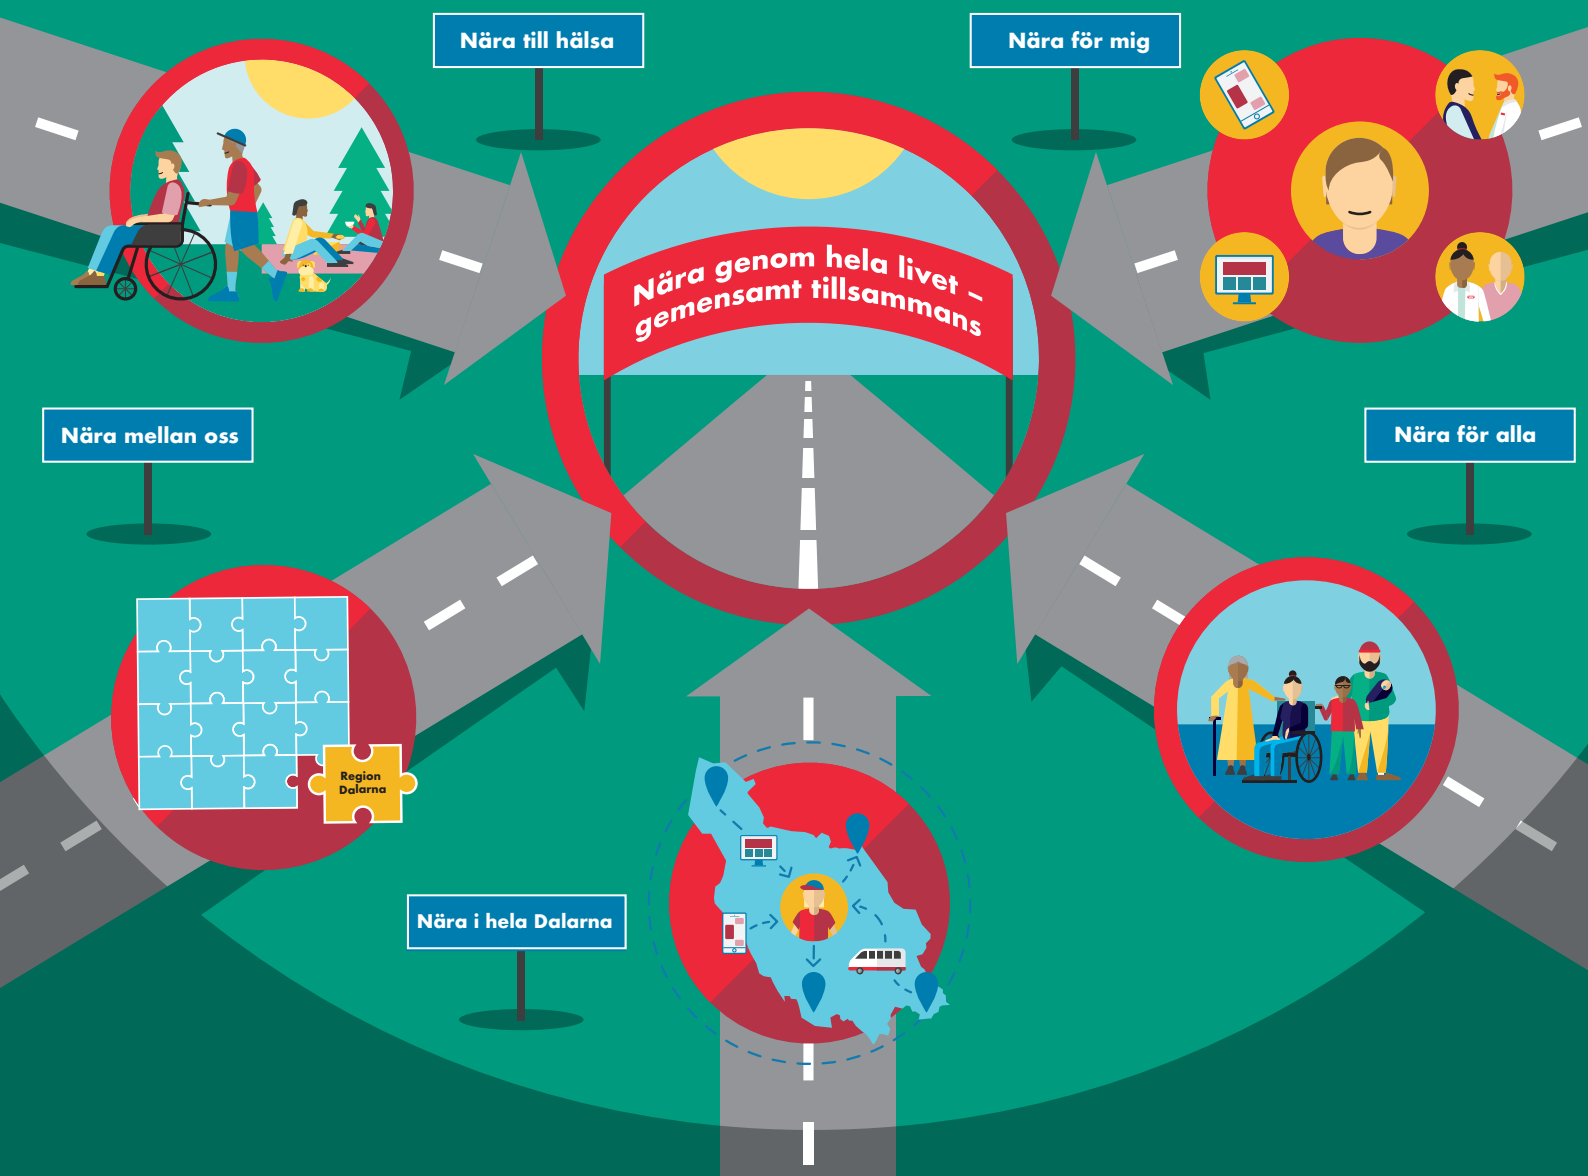 Nära till hälsa
Nära för mig
Nära genom hela livet –
gemensamt tillsammans
Nära mellan oss
Nära för alla
Region
Dalarna
Nära i hela Dalarna